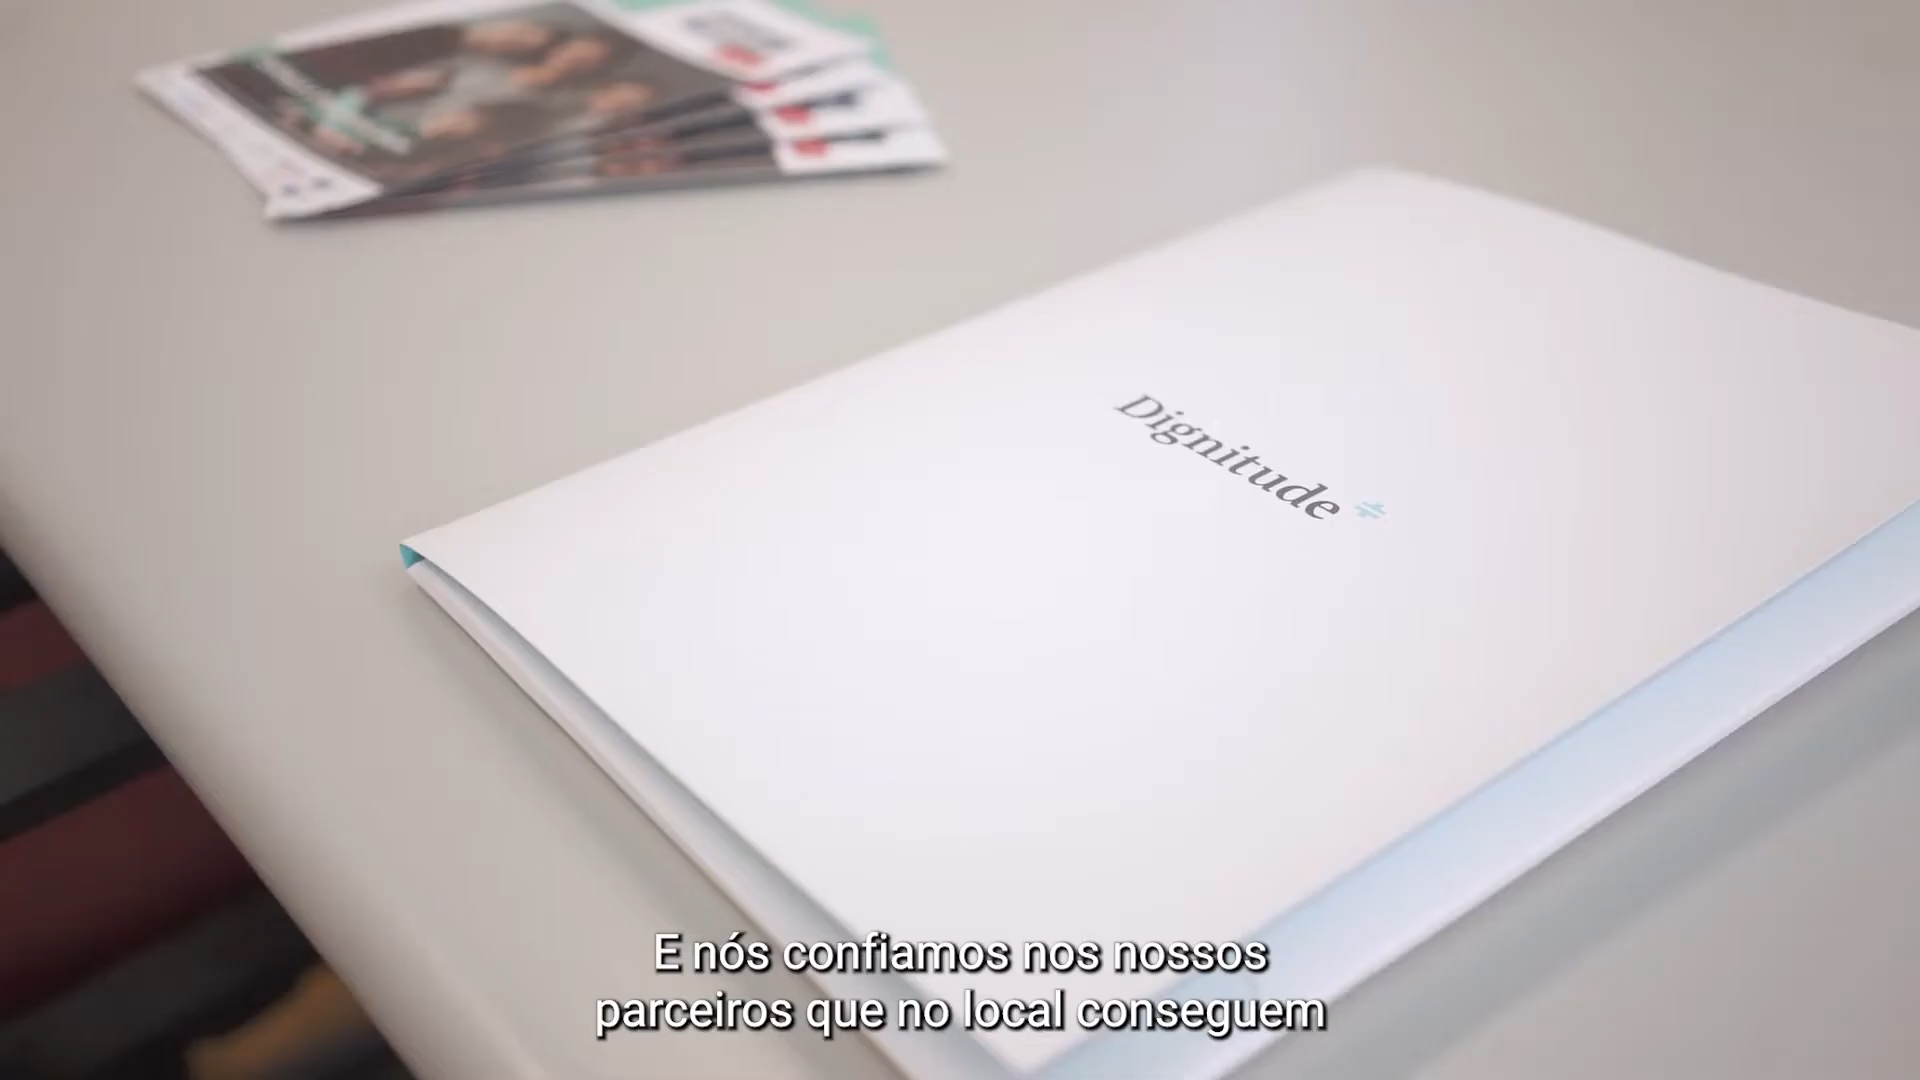 Dignitude
E nós confiamos nos nossos
parceiros que no local conseguem